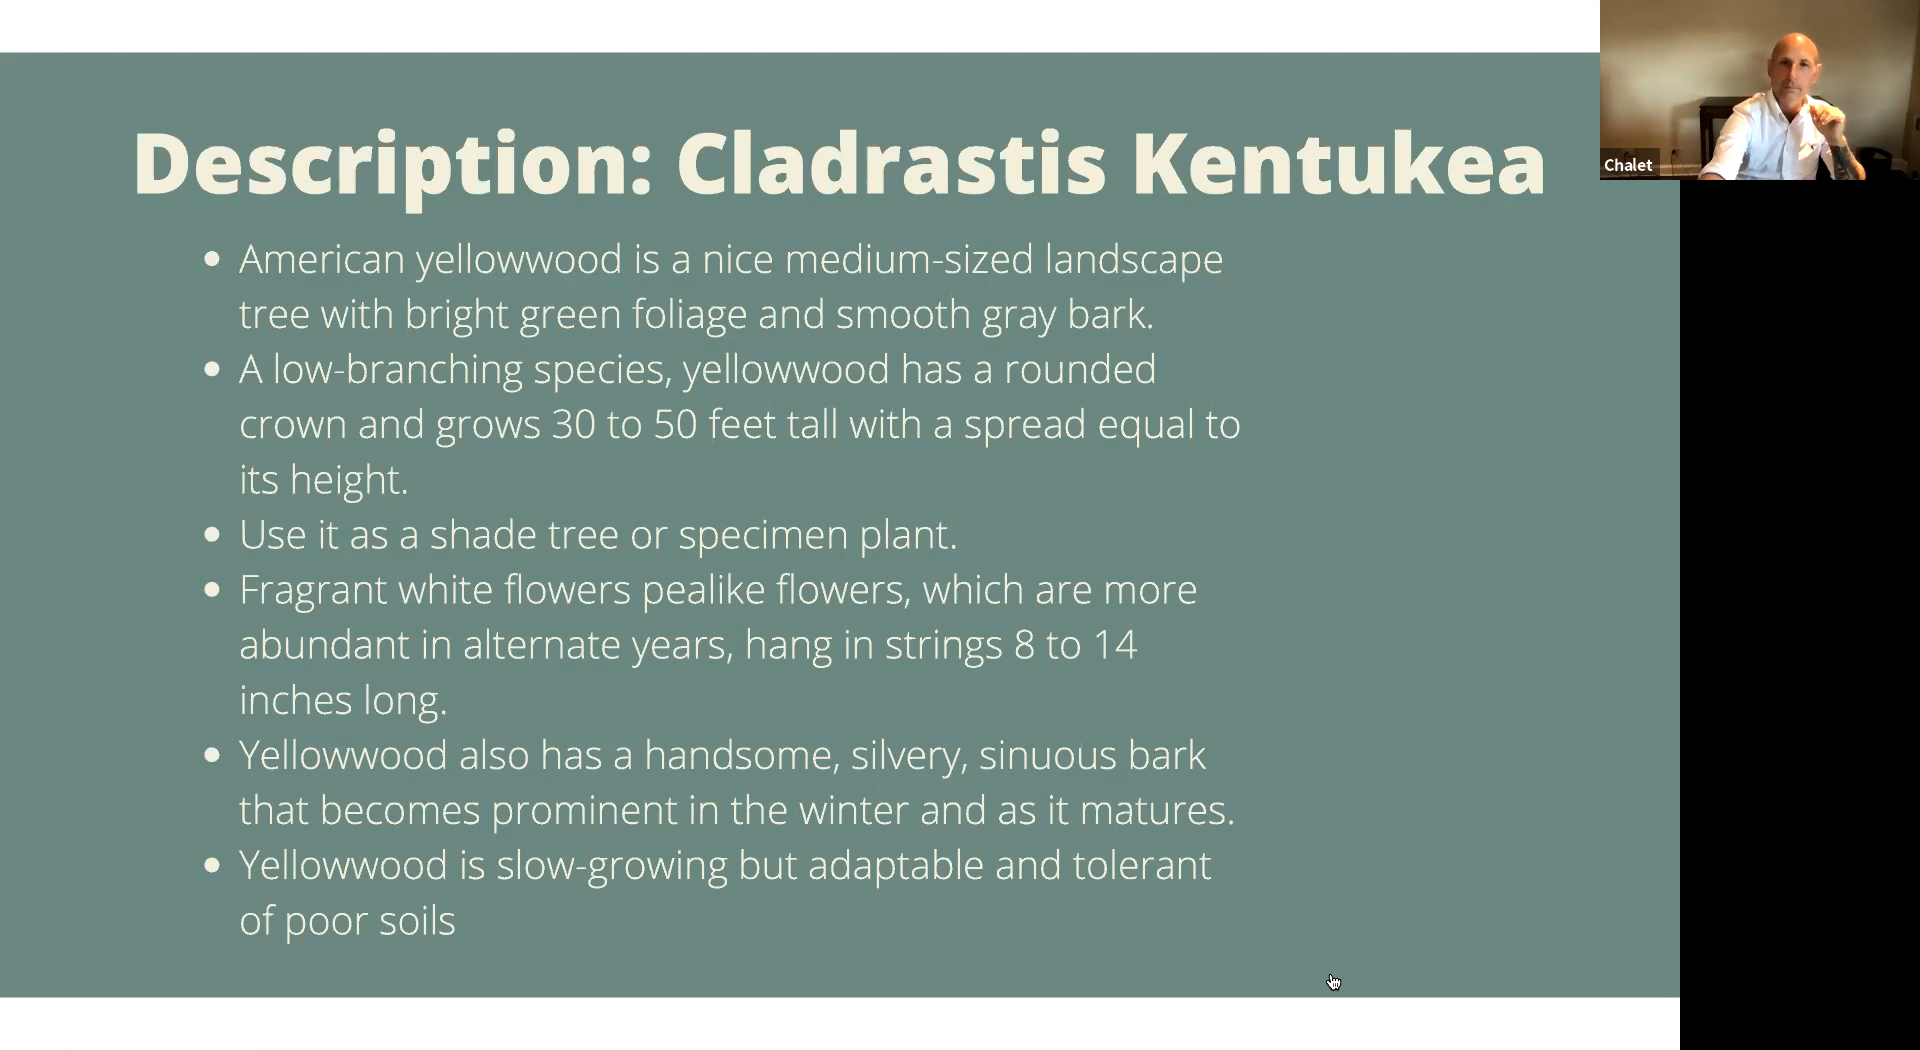 Description: Cladrastis Kentukea
Chalet
• American yellowwood is a nice medium-sized landscape
tree with bright green foliage and smooth gray bark.
• A low-branching species, yellowwood has a rounded
crown and grows 30 to 50 feet tall with a spread equal to
its height.
• Use it as a shade tree or specimen plant.
• Fragrant white flowers pealike flowers, which are more
abundant in alternate years, hang in strings 8 to 14
inches long.
• Yellowwood also has a handsome, silvery, sinuous bark
that becomes prominent in the winter and as it matures.
• Yellowwood is slow-growing but adaptable and tolerant
of poor soils